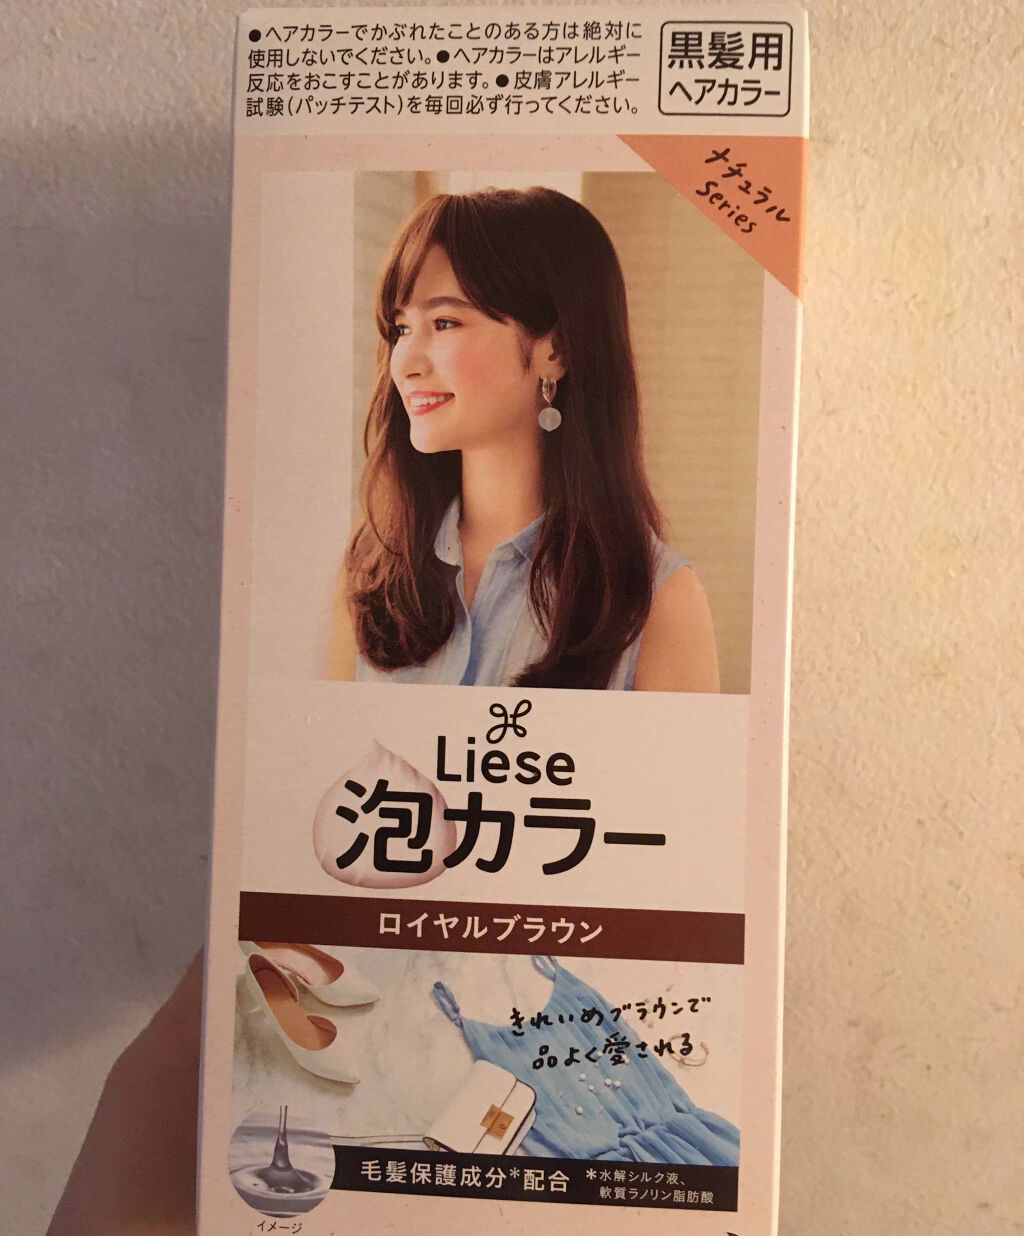 ●ヘアカラーでかぶれたことのある方は絶対に
使用しないでください。●ヘアカラーはアレルギー
反応をおこすことがあります。●皮膚アレルギー
試験(パッチテスト)を毎回必ず行ってください。
黒髪用
ヘアカラー
ナチュラル
Series
Liese
泡カラー
ロイヤルブラウン
きれいめブラウンで
品よく愛される
毛髪保護成分*配合
*水解シルク液、
軟質ラノリン脂肪酸
イメージ